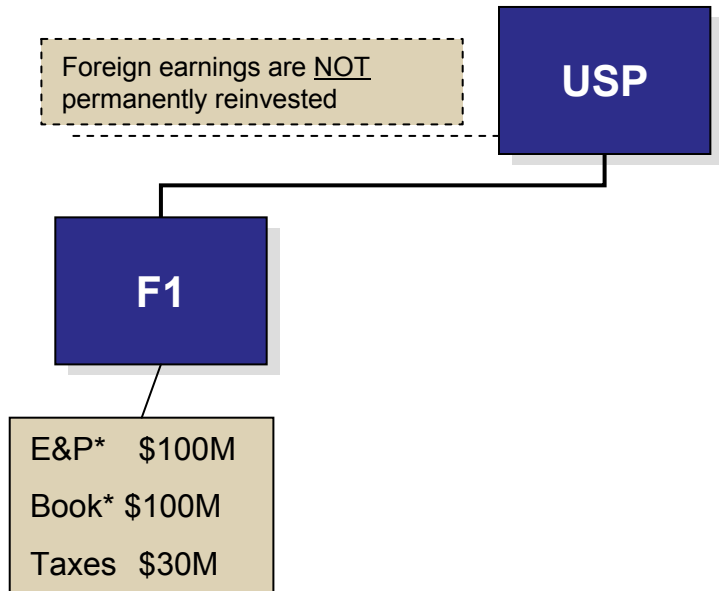 Foreign earnings are NOT
permanently reinvested
USP
F1
E&P* $100M
Book* $100M
Taxes $30M